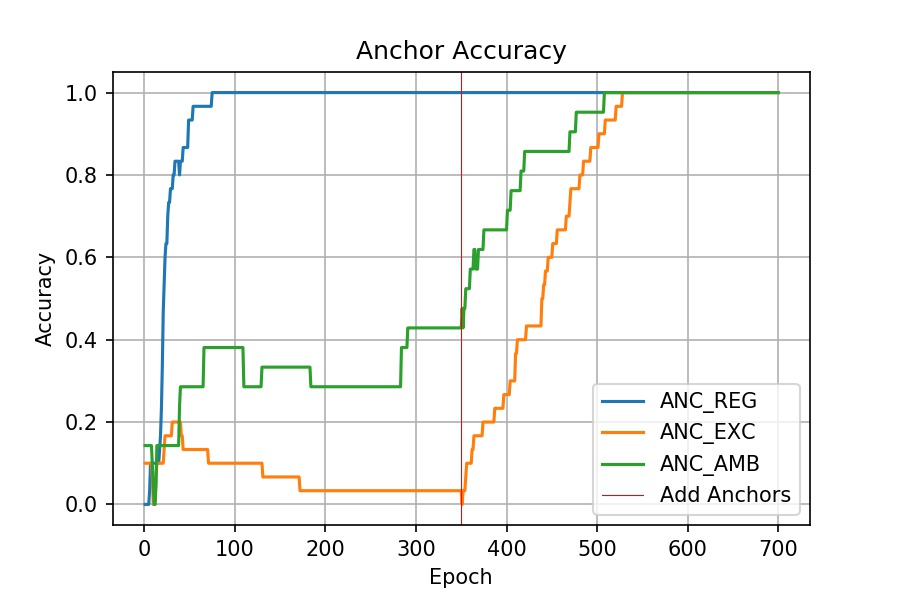 Anchor Accuracy
1.0
0.8
0.6
0.4
0.2
0.0
Accuracy
0 100 200 300 400 500 600 700
Epoch
ANC_REG
ANC_EXC
ANC_AMB
Add Anchors